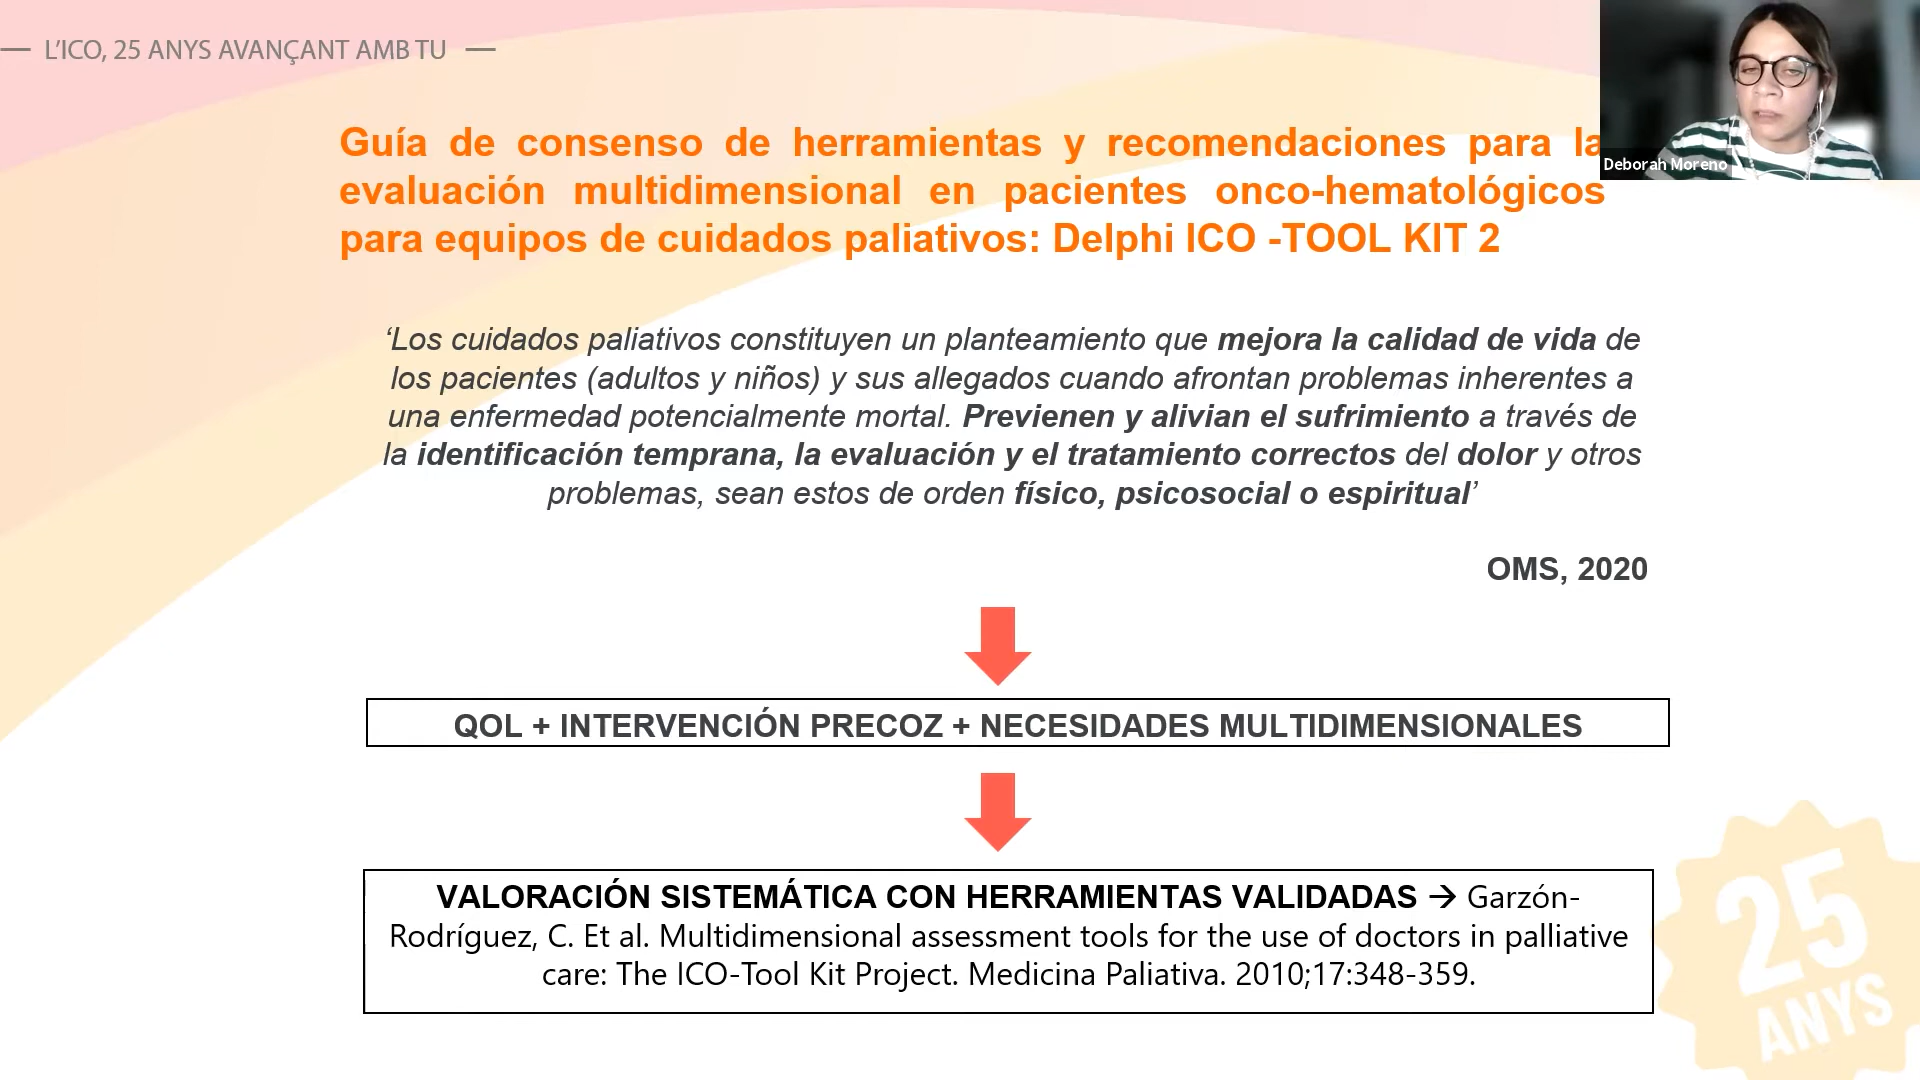 L'ICO, 25 ANYS AVANÇANT AMB TU
Guía de consenso de herramientas y recomendaciones para la
evaluación multidimensional en pacientes onco-hematológicos
para equipos de cuidados paliativos: Delphi ICO -TOOL KIT 2
Deborah Moreno
‘Los cuidados paliativos constituyen un planteamiento que mejora la calidad de vida de
los pacientes (adultos y niños) y sus allegados cuando afrontan problemas inherentes a
una enfermedad potencialmente mortal. Previenen y alivian el sufrimiento a través de
la identificación temprana, la evaluación y el tratamiento correctos del dolor y otros
problemas, sean estos de orden físico, psicosocial o espiritual’
OMS, 2020
QOL + INTERVENCIÓN PRECOZ + NECESIDADES MULTIDIMENSIONALES
VALORACIÓN SISTEMÁTICA CON HERRAMIENTAS VALIDADAS → Garzón-
Rodríguez, C. Et al. Multidimensional assessment tools for the use of doctors in palliative
care: The ICO-Tool Kit Project. Medicina Paliativa. 2010;17:348-359.
25
ANYS